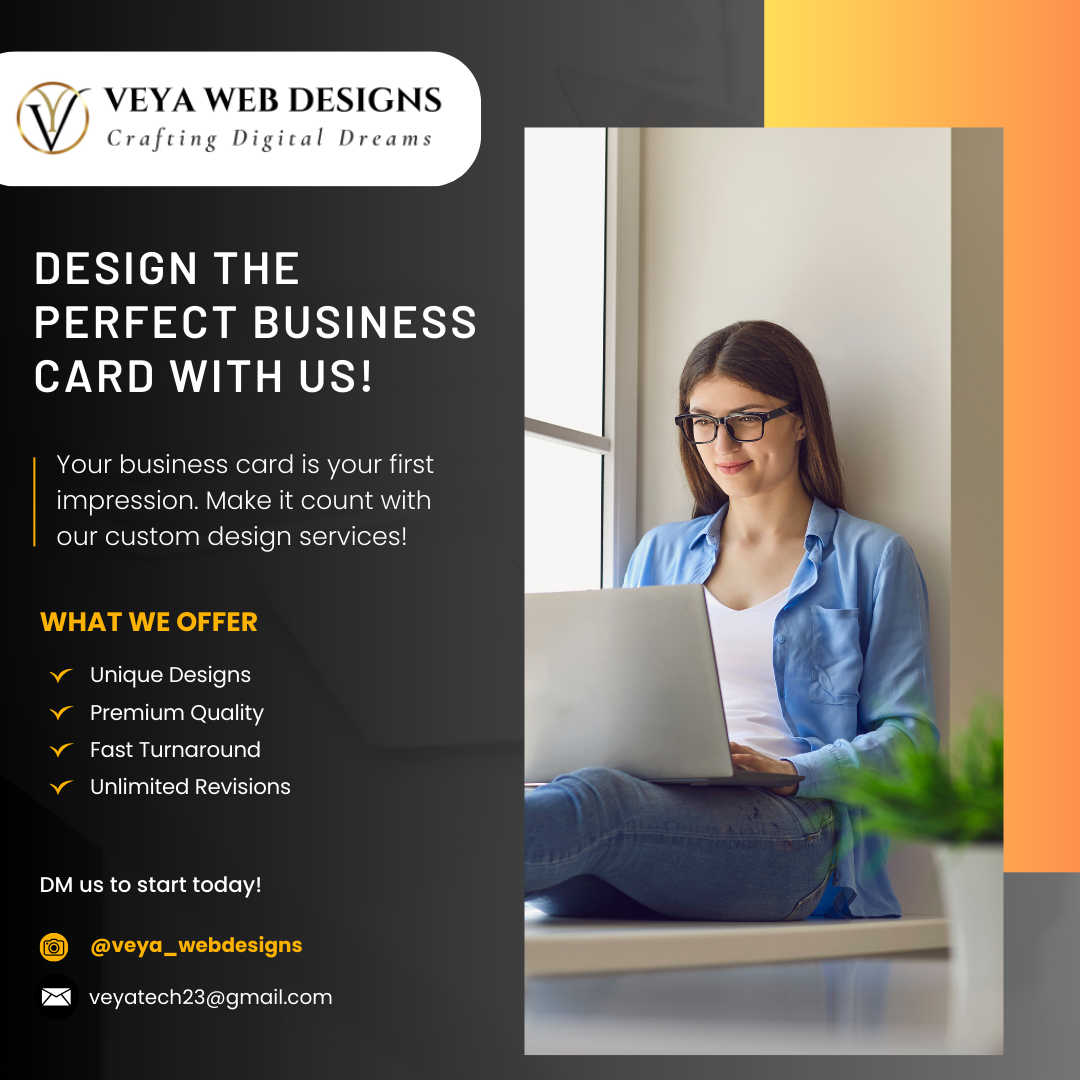 VEYA WEB DESIGNS
Crafting Digital Dreams
DESIGN THE
PERFECT BUSINESS
CARD WITH US!
Your business card is your first
impression. Make it count with
our custom design services!
WHAT WE OFFER
Unique Designs
Premium Quality
Fast Turnaround
Unlimited Revisions
DM us to start today!
@veya_webdesigns
veyatech23@gmail.com